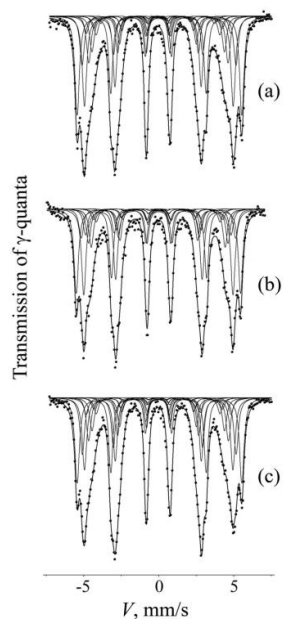 (a)
(b)
(c)
Transmission of γ-quanta
-5 0 5
V, mm/s